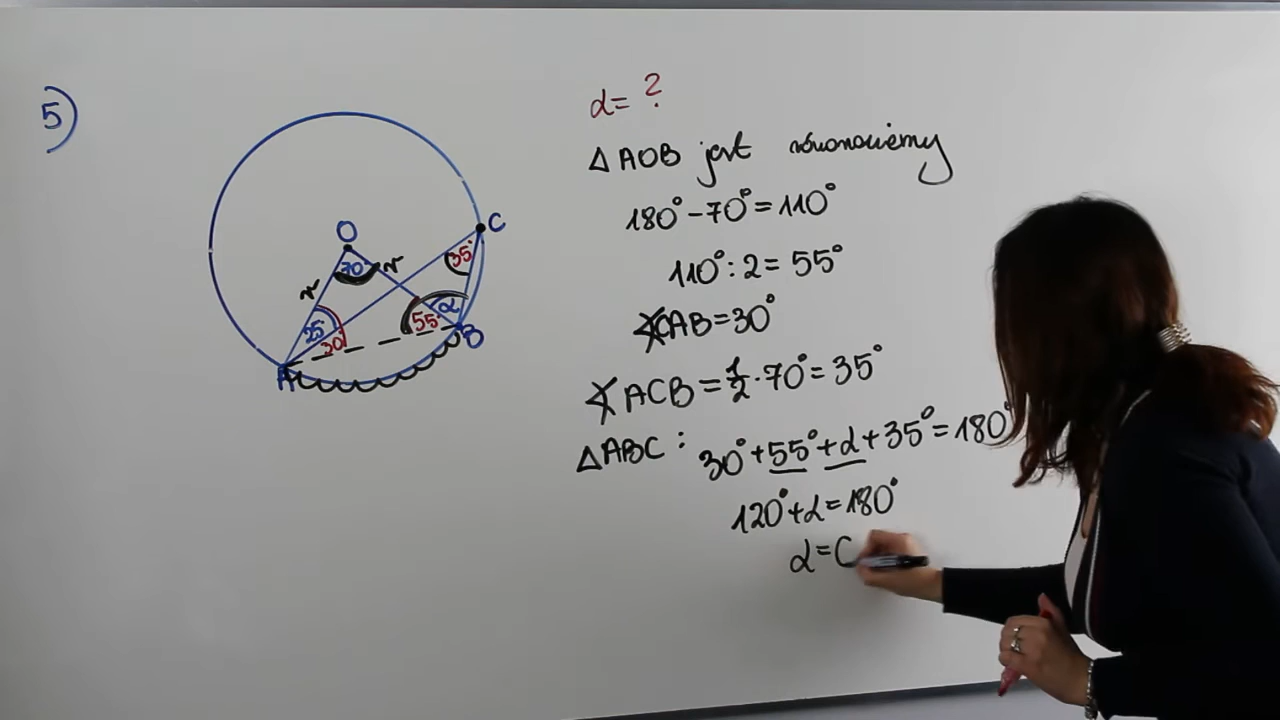 5)
α = ?
△AOB jest równoramienny
180° - 70° = 110°
110° : 2 = 55°
∢CAB = 30°
∢ACB = 1/2 · 70° = 35°
△ABC : 30° + 55° + α + 35° = 180°
120° + α = 180°
α =
O
C
70°
35°
r
r
25
30°
55°
α
A
B